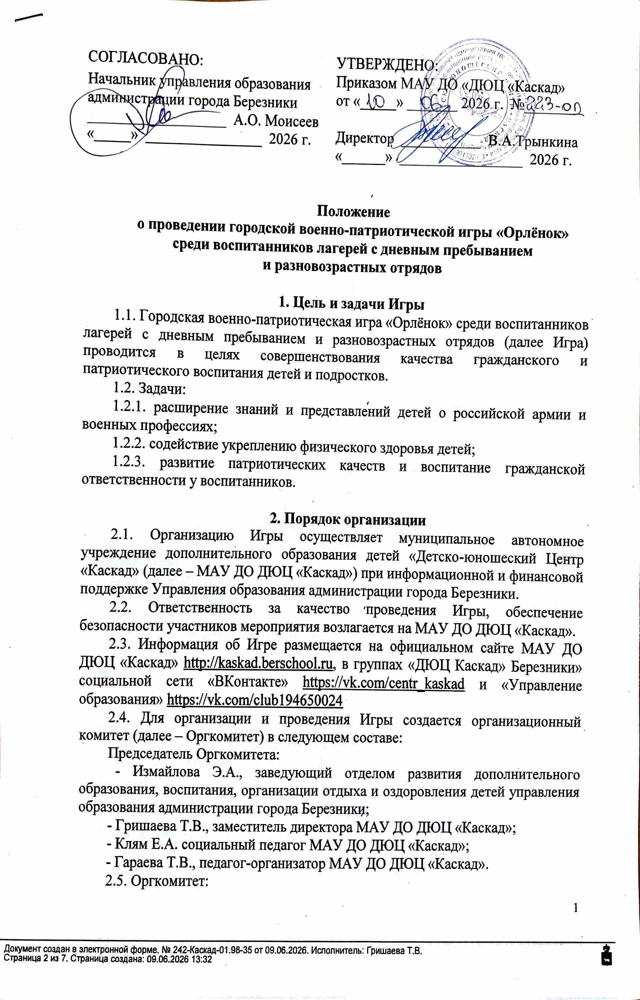 СОГЛАСОВАНО:
Начальник управления образования
администрации города Березники
А.О. Моисеев
«_____» ________________ 2026 г.
УТВЕРЖДЕНО:
Приказом МАУ ДО «ДЮЦ «Каскад»
от «10» 06 2026 г. №223-од
Директор ___________ В.А.Трынкина
«______» _________________ 2026 г.
Положение
о проведении городской военно-патриотической игры «Орлёнок»
среди воспитанников лагерей с дневным пребыванием
и разновозрастных отрядов
1. Цель и задачи Игры
1.1. Городская военно-патриотическая игра «Орлёнок» среди воспитанников
лагерей с дневным пребыванием и разновозрастных отрядов (далее Игра)
проводится в целях совершенствования качества гражданского и
патриотического воспитания детей и подростков.
1.2. Задачи:
1.2.1. расширение знаний и представлений детей о российской армии и
военных профессиях;
1.2.2. содействие укреплению физического здоровья детей;
1.2.3. развитие патриотических качеств и воспитание гражданской
ответственности у воспитанников.
2. Порядок организации
2.1. Организацию Игры осуществляет муниципальное автономное
учреждение дополнительного образования детей «Детско-юношеский Центр
«Каскад» (далее – МАУ ДО ДЮЦ «Каскад») при информационной и финансовой
поддержке Управления образования администрации города Березники.
2.2. Ответственность за качество проведения Игры, обеспечение
безопасности участников мероприятия возлагается на МАУ ДО ДЮЦ «Каскад».
2.3. Информация об Игре размещается на официальном сайте МАУ ДО
ДЮЦ «Каскад» http://kaskad.berschool.ru, в группах «ДЮЦ Каскад» Березники»
социальной сети «ВКонтакте» https://vk.com/centr_kaskad и «Управление
образования» https://vk.com/club194650024
2.4. Для организации и проведения Игры создается организационный
комитет (далее – Оргкомитет) в следующем составе:
Председатель Оргкомитета:
- Измайлова Э.А., заведующий отделом развития дополнительного
образования, воспитания, организации отдыха и оздоровления детей управления
образования администрации города Березники;
- Гришаева Т.В., заместитель директора МАУ ДО ДЮЦ «Каскад»;
- Клям Е.А. социальный педагог МАУ ДО ДЮЦ «Каскад»;
- Гараева Т.В., педагог-организатор МАУ ДО ДЮЦ «Каскад».
2.5. Оргкомитет:
1
Документ создан в электронной форме. № 242-Каскад-01.98-35 от 09.06.2026. Исполнитель: Гришаева Т.В.
Страница 2 из 7. Страница создана: 09.06.2026 13:32